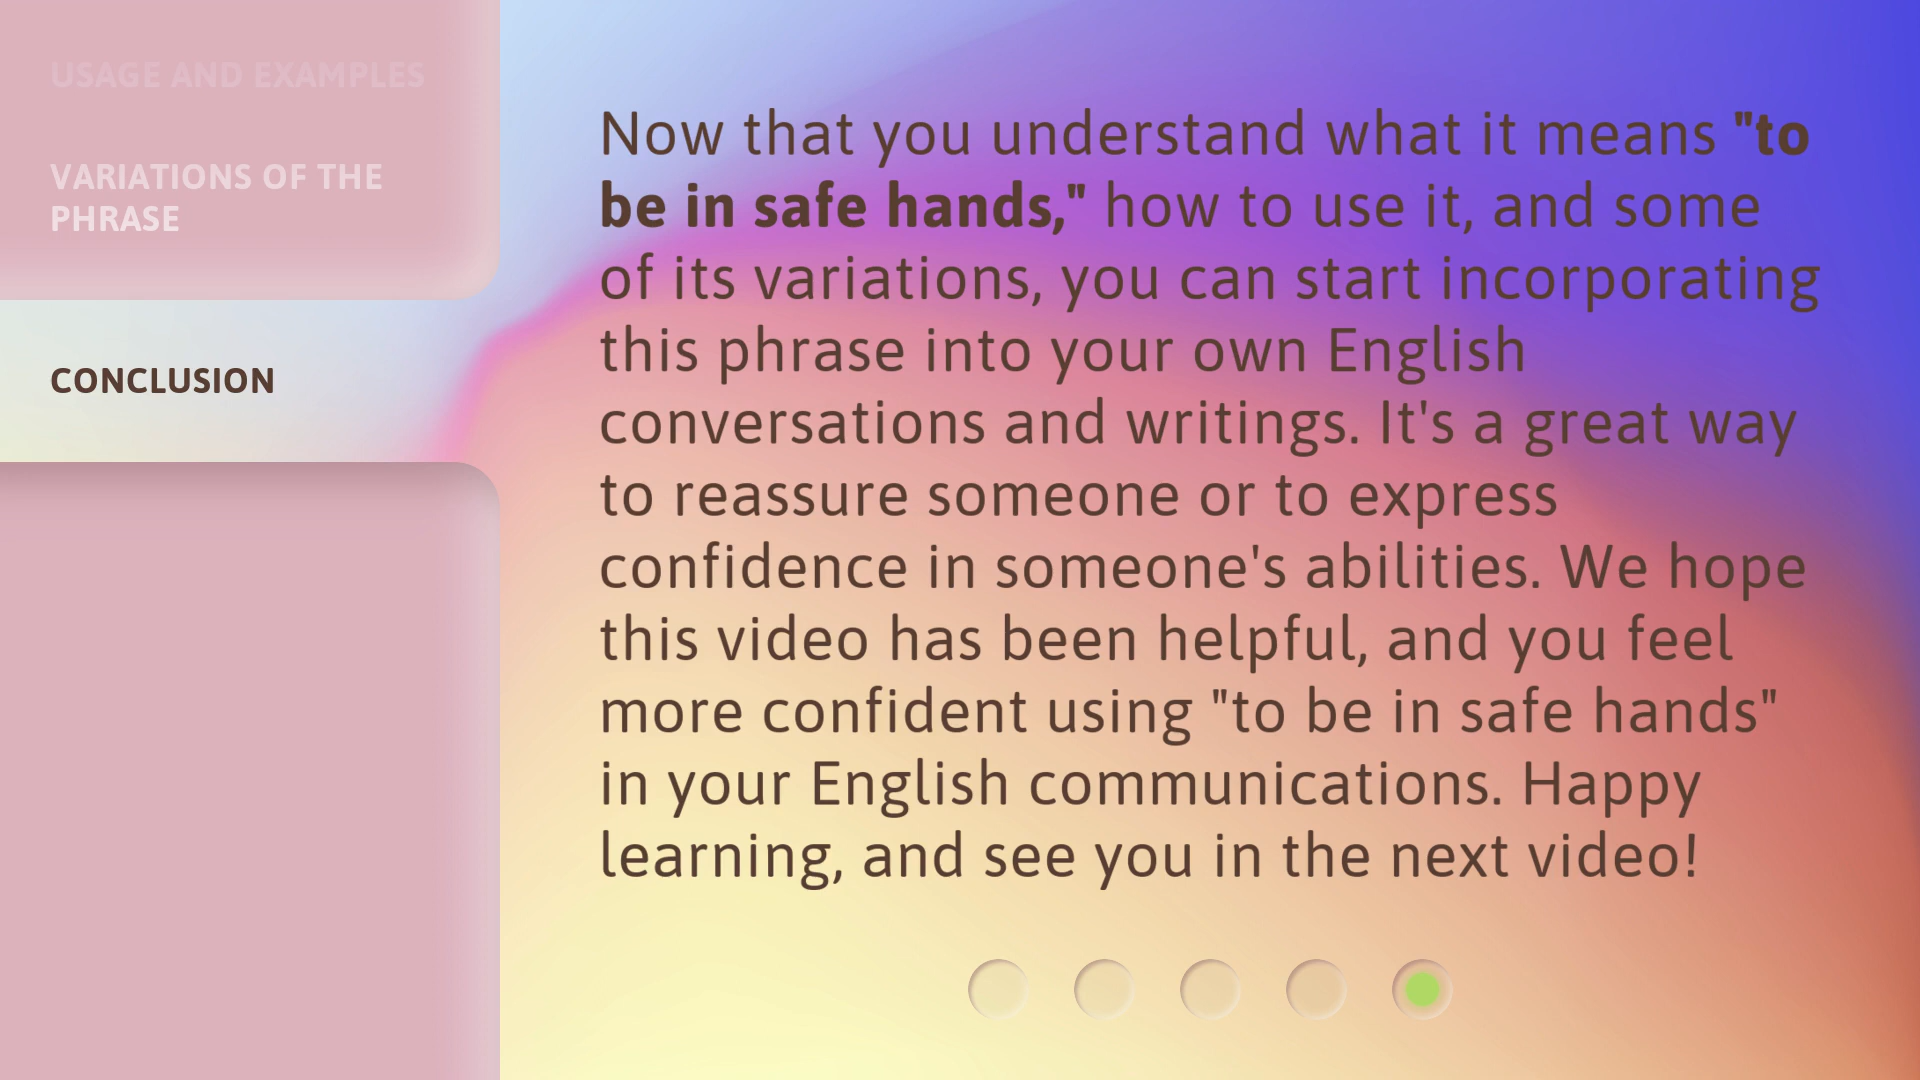 USAGE AND EXAMPLES
VARIATIONS OF THE
PHRASE
CONCLUSION
Now that you understand what it means "to
be in safe hands," how to use it, and some
of its variations, you can start incorporating
this phrase into your own English
conversations and writings. It's a great way
to reassure someone or to express
confidence in someone's abilities. We hope
this video has been helpful, and you feel
more confident using "to be in safe hands"
in your English communications. Happy
learning, and see you in the next video!